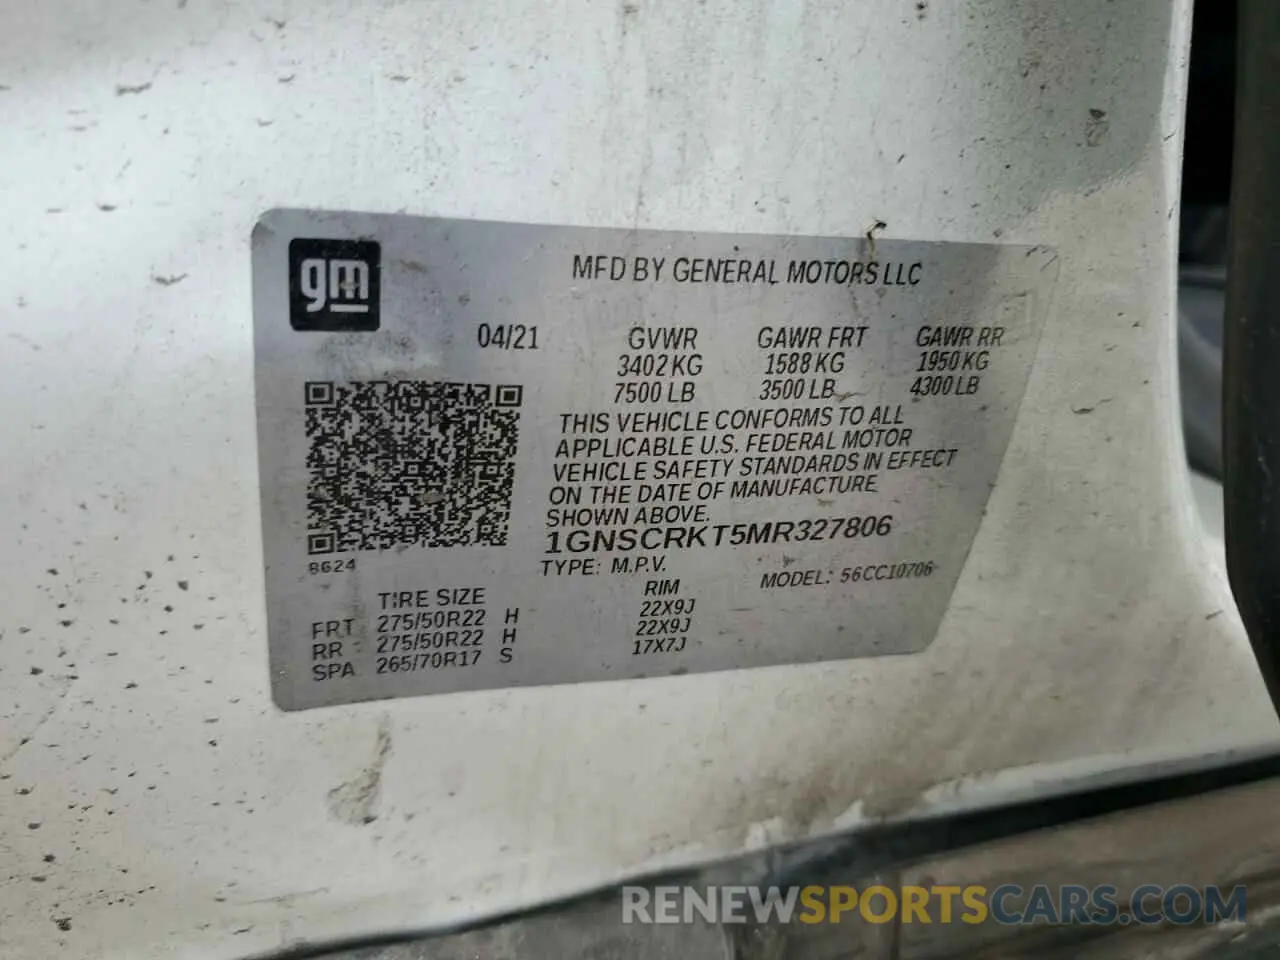 gm
MFD BY GENERAL MOTORS LLC
04/21 GVWR GAWR FRT GAWR RR
3402 KG 1588 KG 1950 KG
7500 LB 3500 LB 4300 LB
THIS VEHICLE CONFORMS TO ALL
APPLICABLE U.S. FEDERAL MOTOR
VEHICLE SAFETY STANDARDS IN EFFECT
ON THE DATE OF MANUFACTURE
SHOWN ABOVE.
1GNSCRKT5MR327806
8624
TYPE: M.P.V. MODEL: 56CC10706
TIRE SIZE RIM
FRT 275/50R22 H 22X9J
RR 275/50R22 H 22X9J
SPA 265/70R17 S 17X7J
RENEWSPORTSCARS.COM